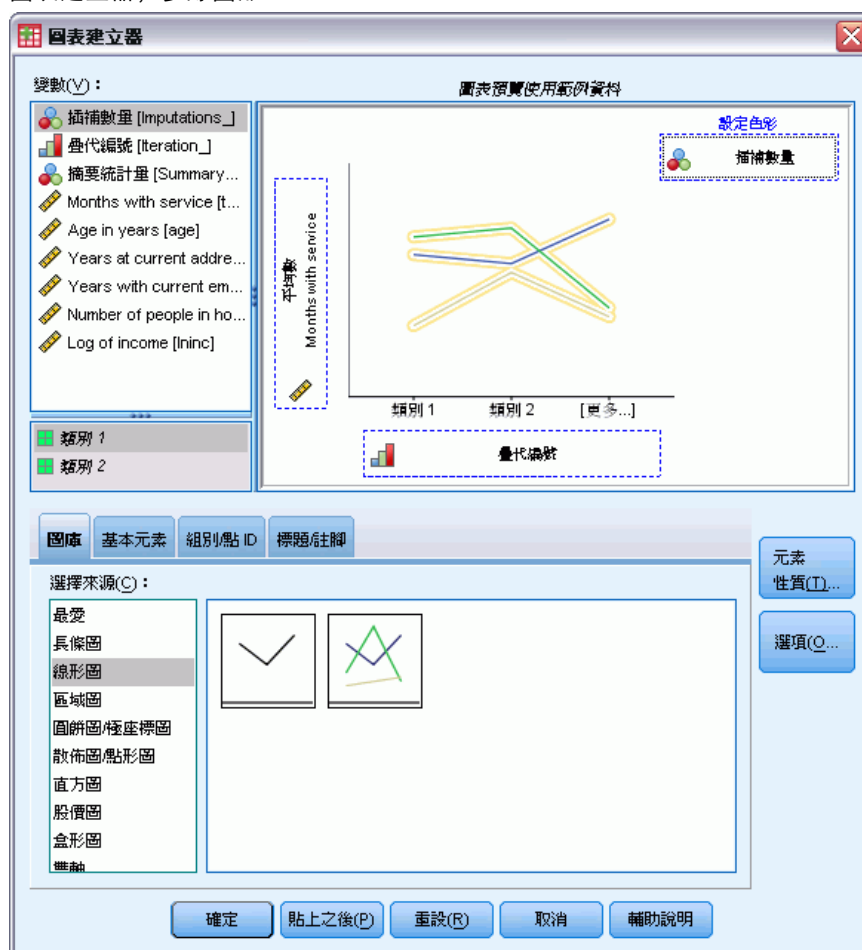 圖表建立器
變數(V)：
圖表預覽使用範例資料
插補數量 [Imputations_]
疊代編號 [Iteration_]
摘要統計量 [Summary...
Months with service [t...
Age in years [age]
Years at current addre...
Years with current em...
Number of people in ho...
Log of income [lninc]
類別 1
類別 2
設定色彩
插補數量
平均數
Months with service
類別 1
類別 2
[更多...]
疊代編號
圖庫
基本元素
組別/點 ID
標題/註腳
選擇來源(C)：
最愛
長條圖
線形圖
區域圖
圓餅圖/極座標圖
散佈圖/點形圖
直方圖
股價圖
盒形圖
雙軸
元素
性質(T)...
選項(O...
確定
貼上之後(P)
重設(R)
取消
輔助說明